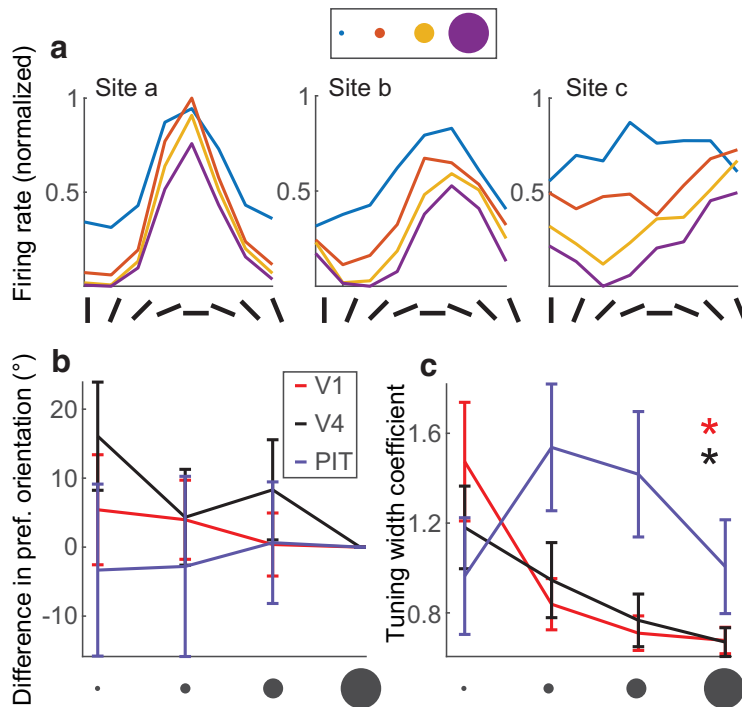 a
Site a
Site b
Site c
Firing rate (normalized)
1
0.5
1
0.5
1
0.5
b
Difference in pref. orientation (°)
20
10
0
-10
V1
V4
PIT
c
Tuning width coefficient
1.6
1.2
0.8
*
*